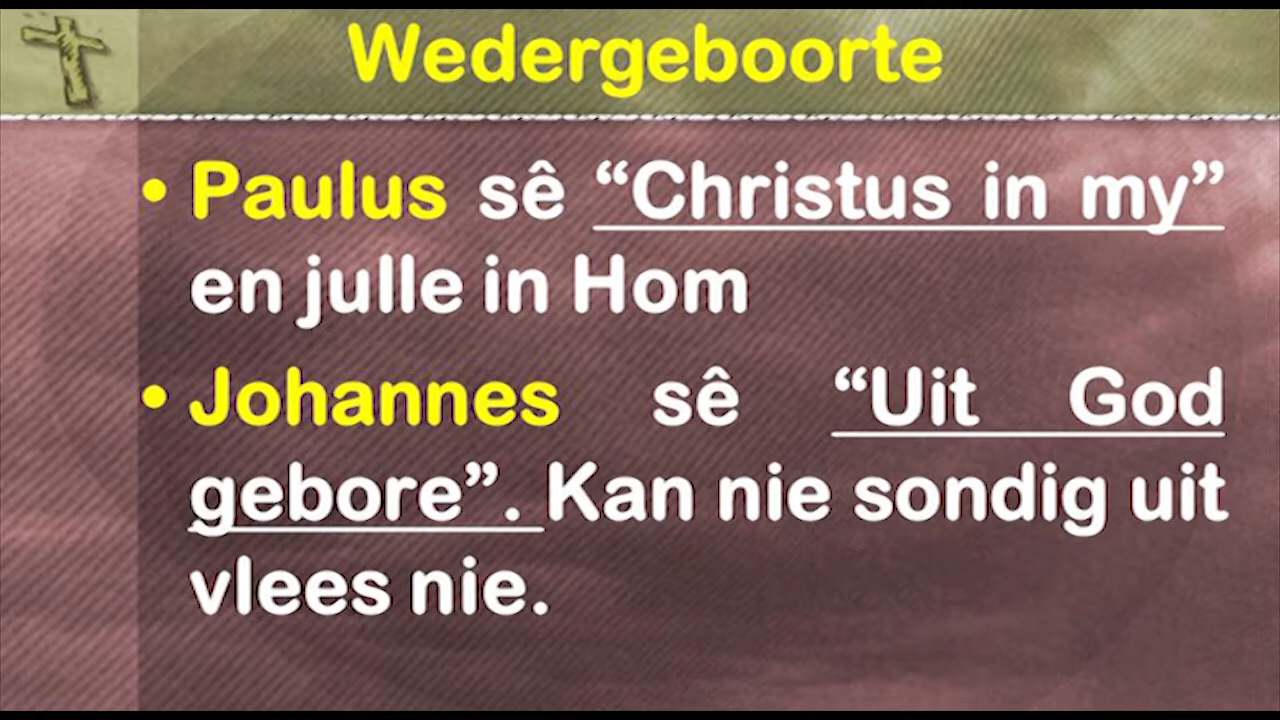 Wedergeboorte
• Paulus sê “Christus in my”
en julle in Hom
• Johannes sê “Uit God
gebore”. Kan nie sondig uit
vlees nie.